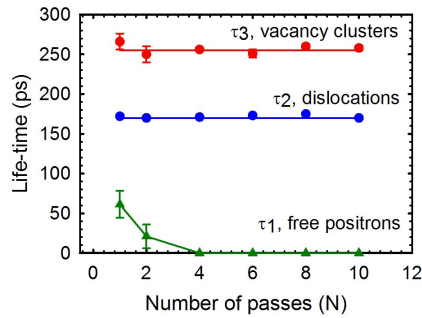 300
250
200
150
100
50
0
Life-time (ps)
τ3, vacancy clusters
τ2, dislocations
τ1, free positrons
0 2 4 6 8 10 12
Number of passes (N)